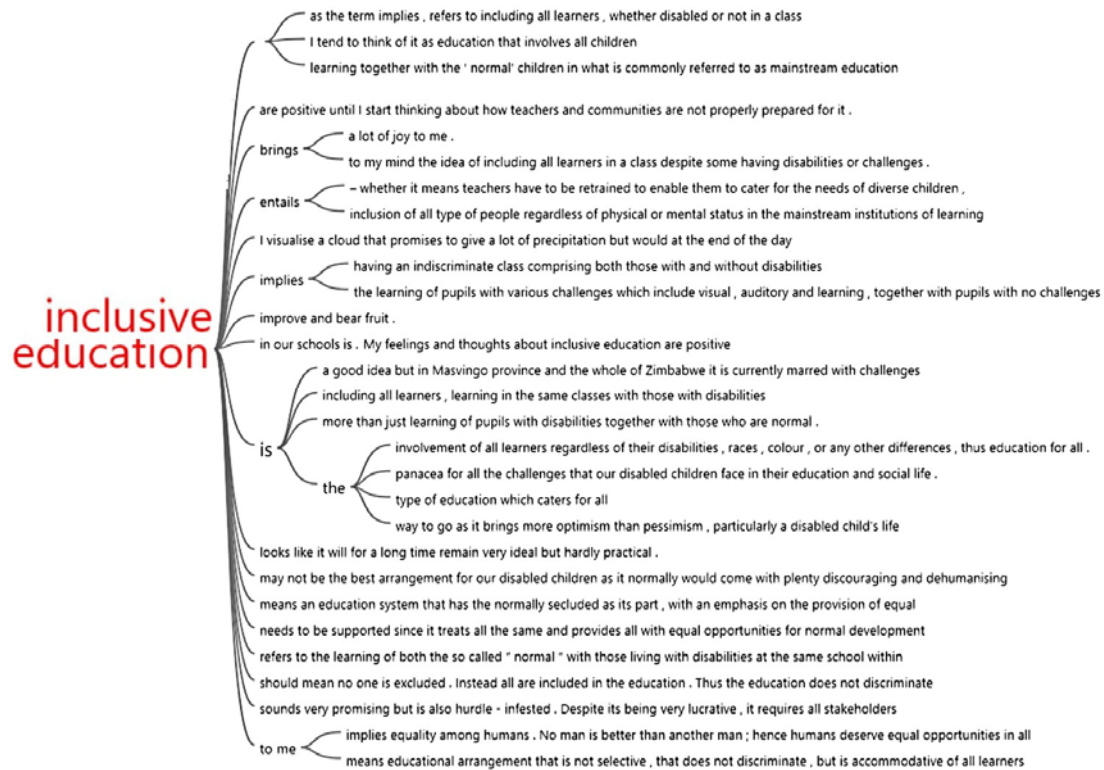 as the term implies , refers to including all learners , whether disabled or not in a class
I tend to think of it as education that involves all children
learning together with the ' normal' children in what is commonly referred to as mainstream education
are positive until I start thinking about how teachers and communities are not properly prepared for it .
brings
a lot of joy to me .
to my mind the idea of including all learners in a class despite some having disabilities or challenges .
entails
– whether it means teachers have to be retrained to enable them to cater for the needs of diverse children ,
inclusion of all type of people regardless of physical or mental status in the mainstream institutions of learning
I visualise a cloud that promises to give a lot of precipitation but would at the end of the day
implies
having an indiscriminate class comprising both those with and without disabilities
the learning of pupils with various challenges which include visual , auditory and learning , together with pupils with no challenges
inclusive
education
improve and bear fruit .
in our schools is . My feelings and thoughts about inclusive education are positive
is
a good idea but in Masvingo province and the whole of Zimbabwe it is currently marred with challenges
including all learners , learning in the same classes with those with disabilities
more than just learning of pupils with disabilities together with those who are normal .
the
involvement of all learners regardless of their disabilities , races , colour , or any other differences , thus education for all .
panacea for all the challenges that our disabled children face in their education and social life .
type of education which caters for all
way to go as it brings more optimism than pessimism , particularly a disabled child's life
looks like it will for a long time remain very ideal but hardly practical .
may not be the best arrangement for our disabled children as it normally would come with plenty discouraging and dehumanising
means an education system that has the normally secluded as its part , with an emphasis on the provision of equal
needs to be supported since it treats all the same and provides all with equal opportunities for normal development
refers to the learning of both the so called " normal " with those living with disabilities at the same school within
should mean no one is excluded . Instead all are included in the education . Thus the education does not discriminate
sounds very promising but is also hurdle - infested . Despite its being very lucrative , it requires all stakeholders
to me
implies equality among humans . No man is better than another man ; hence humans deserve equal opportunities in all
means educational arrangement that is not selective , that does not discriminate , but is accommodative of all learners